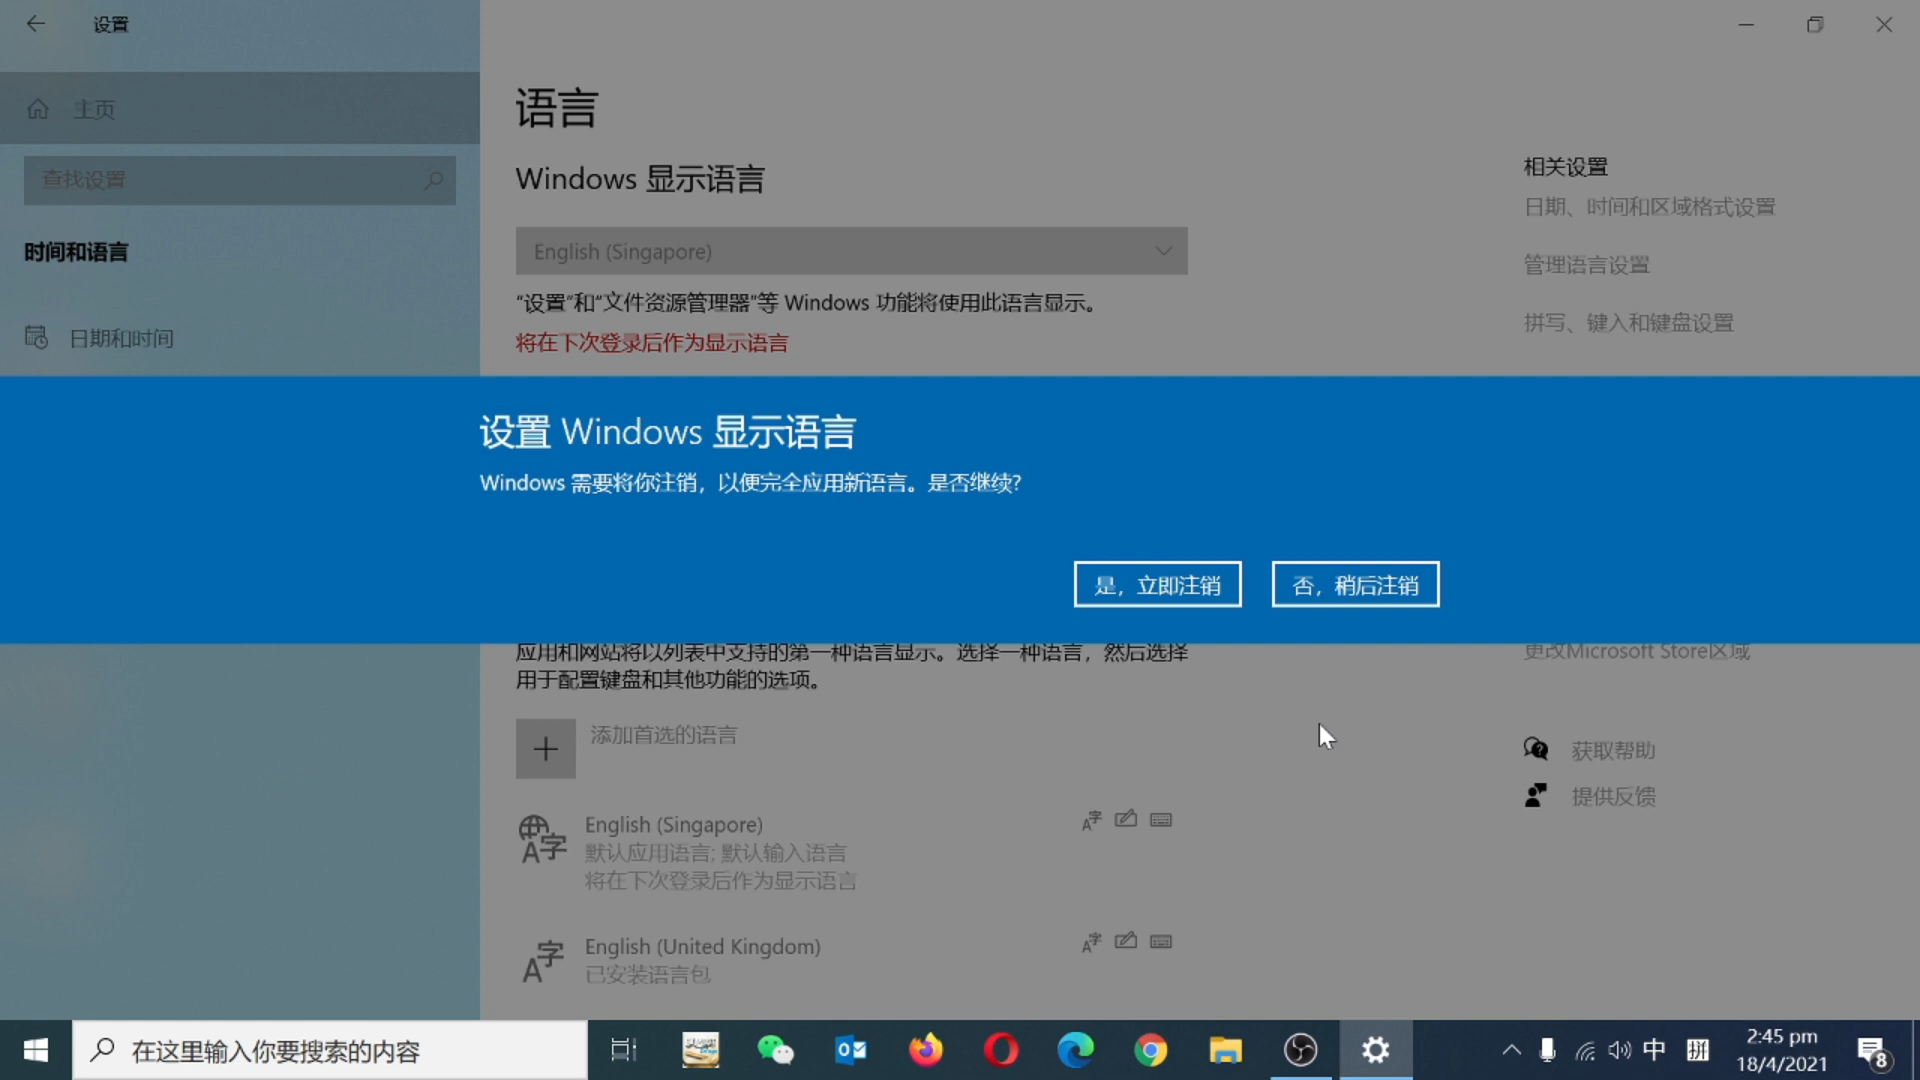 设置
主页
查找设置
时间和语言
日期和时间
语言
Windows 显示语言
English (Singapore)
“设置”和“文件资源管理器”等 Windows 功能将使用此语言显示。
将在下次登录后作为显示语言
相关设置
日期、时间和区域格式设置
管理语言设置
拼写、键入和键盘设置
设置 Windows 显示语言
Windows 需要将你注销，以便完全应用新语言。是否继续?
是，立即注销
否，稍后注销
应用和网站将以列表中支持的第一种语言显示。选择一种语言，然后选择
用于配置键盘和其他功能的选项。
更改Microsoft Store区域
添加首选的语言
English (Singapore)
默认应用语言; 默认输入语言
将在下次登录后作为显示语言
English (United Kingdom)
已安装语言包
获取帮助
提供反馈
在这里输入你要搜索的内容
中
拼
2:45 pm
18/4/2021
8